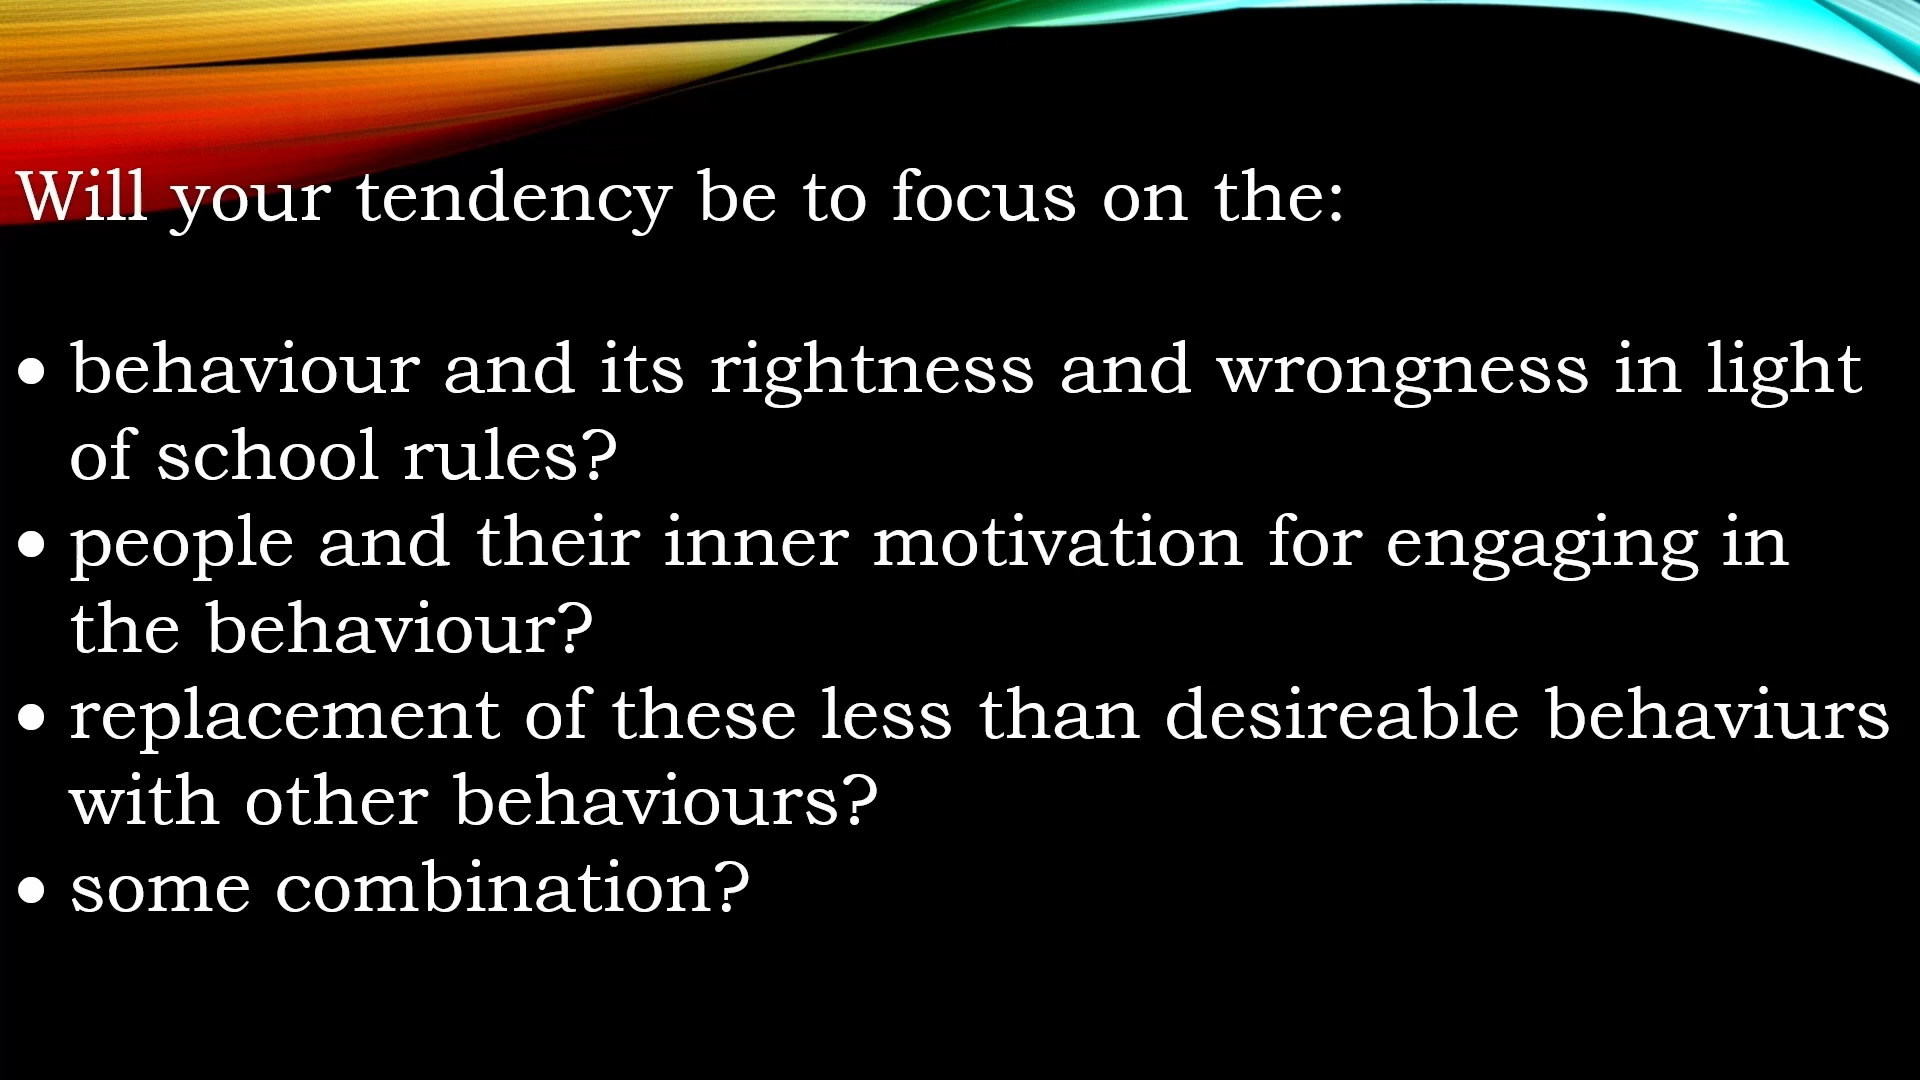 Will your tendency be to focus on the:
• behaviour and its rightness and wrongness in light
of school rules?
• people and their inner motivation for engaging in
the behaviour?
• replacement of these less than desireable behaviurs
with other behaviours?
• some combination?